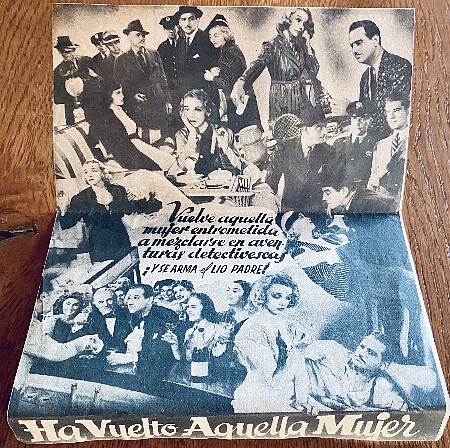 Vuelve aquella
mujer entrometida
a mezclarse en aven-
turas detectivescas
¡Y SE ARMA el LIO PADRE!
Ha Vuelto Aquella Mujer